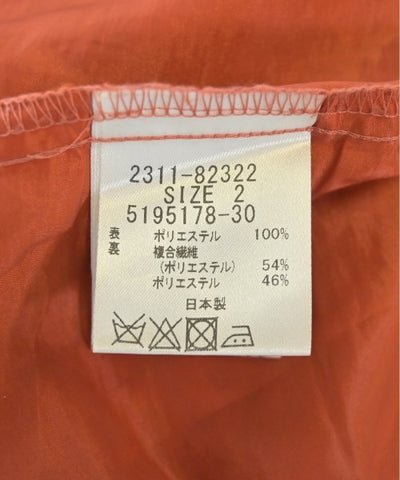 2311-82322
SIZE 2
5195178-30
表 ポリエステル 100%
裏 複合繊維
(ポリエステル) 54%
ポリエステル 46%
日本製